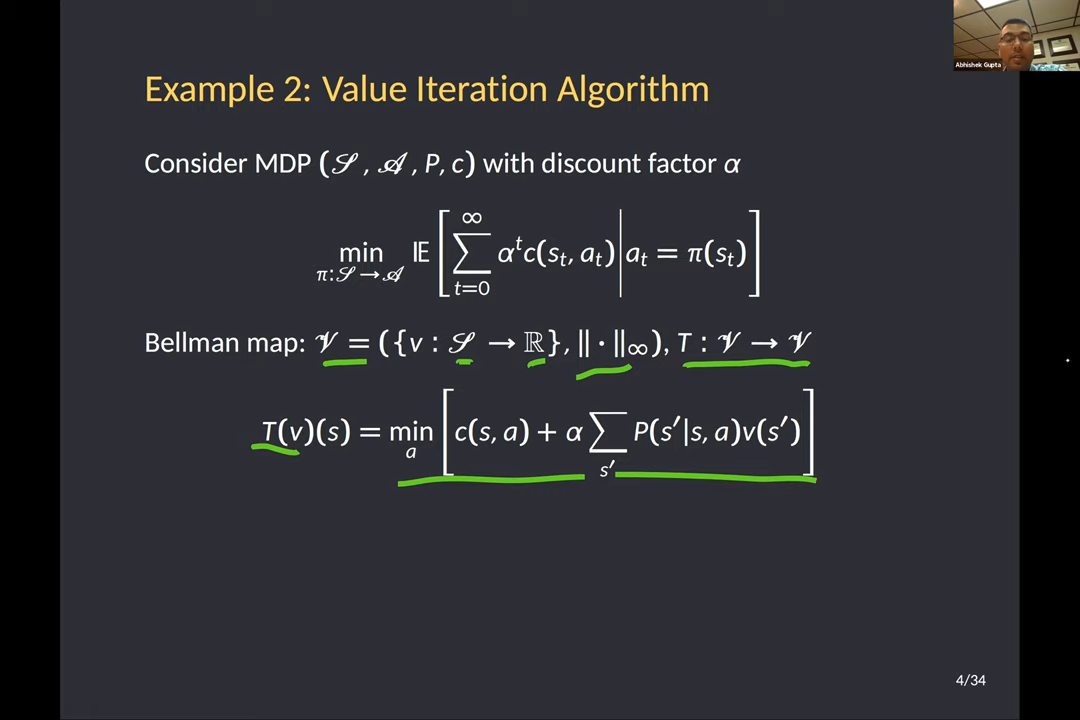 Abhishek Gupta
Example 2: Value Iteration Algorithm
Consider MDP (𝒮, 𝒜, P, c) with discount factor α
min_{π:𝒮→𝒜} 𝔼 [ ∑_{t=0}^{∞} α^t c(s_t, a_t) | a_t = π(s_t) ]
Bellman map: 𝒱 = ({v : 𝒮 → ℝ}, ‖·‖_∞), T : 𝒱 → 𝒱
T(v)(s) = min_a [ c(s, a) + α ∑_{s′} P(s′|s, a)v(s′) ]
4/34